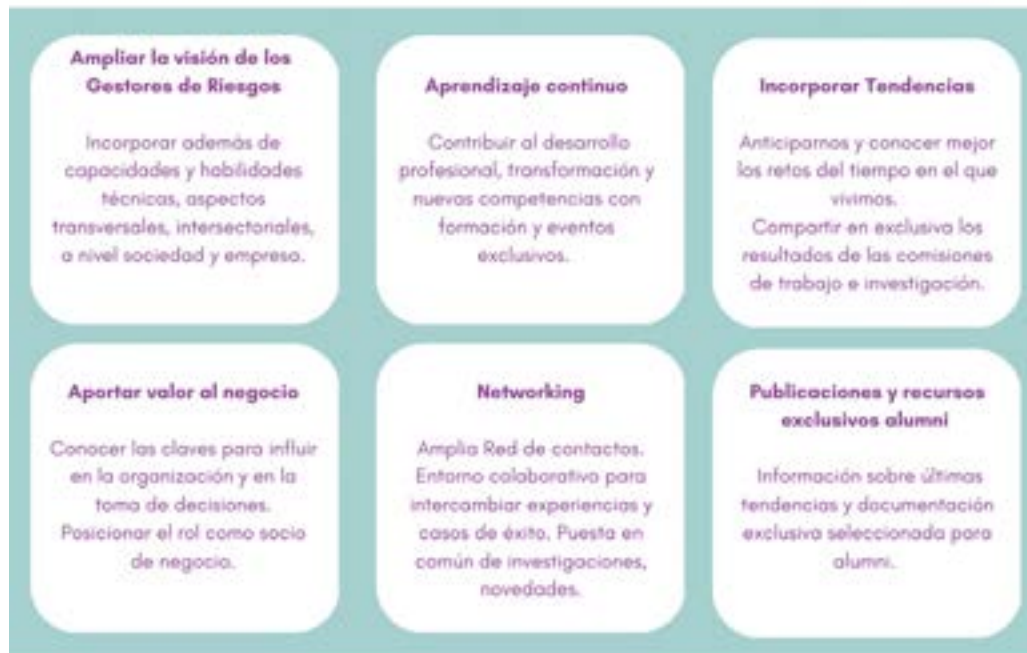 Ampliar la visión de los
Gestores de Riesgos
Incorporar además de
capacidades y habilidades
técnicas, aspectos
transversales, intersectoriales,
a nivel sociedad y empresa.
Aprendizaje continuo
Contribuir al desarrollo
profesional, transformación y
nuevas competencias con
formación y eventos
exclusivos.
Incorporar Tendencias
Anticiparnos y conocer mejor
los retos del tiempo en el que
vivimos.
Compartir en exclusiva los
resultados de las comisiones
de trabajo e investigación.
Aportar valor al negocio
Conocer las claves para influir
en la organización y en la
toma de decisiones.
Posicionar el rol como socio
de negocio.
Networking
Amplia Red de contactos.
Entorno colaborativo para
intercambiar experiencias y
casos de éxito. Puesta en
común de investigaciones,
novedades.
Publicaciones y recursos
exclusivos alumni
Información sobre últimas
tendencias y documentación
exclusiva seleccionada para
alumni.